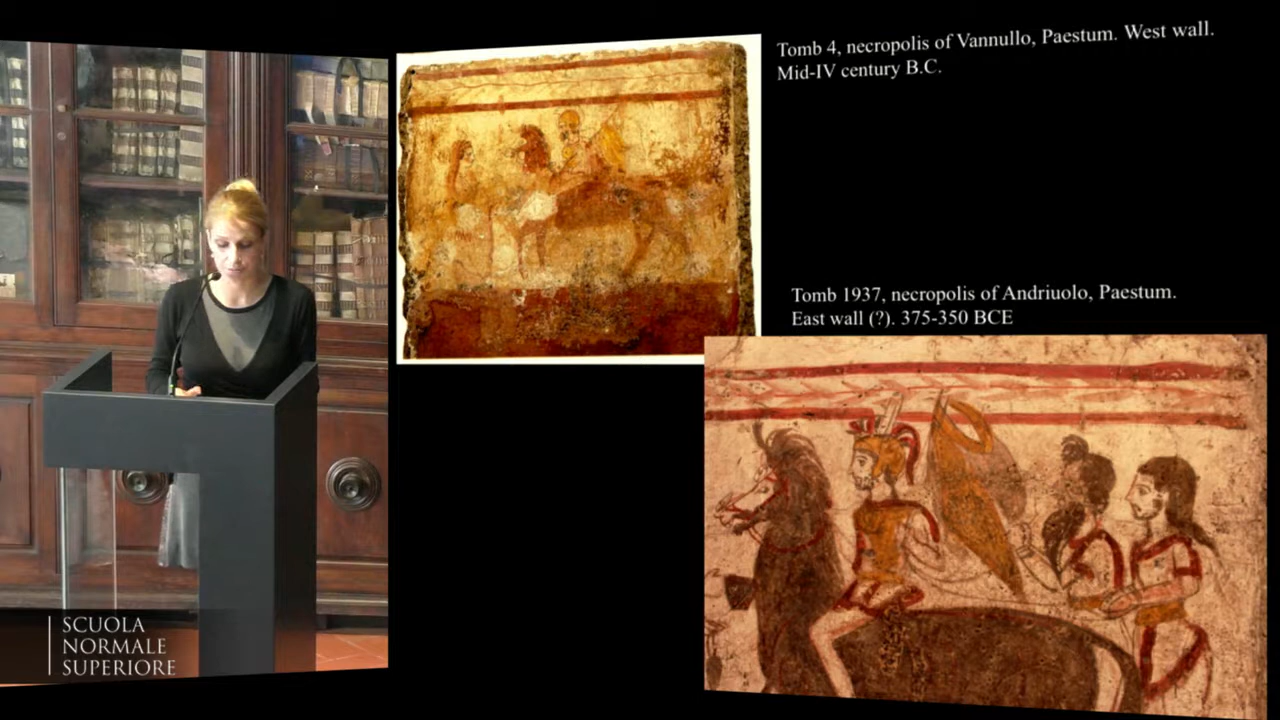 Tomb 4, necropolis of Vannullo, Paestum. West wall.
Mid-IV century B.C.
Tomb 1937, necropolis of Andriuolo, Paestum.
East wall (?). 375-350 BCE
SCUOLA
NORMALE
SUPERIORE